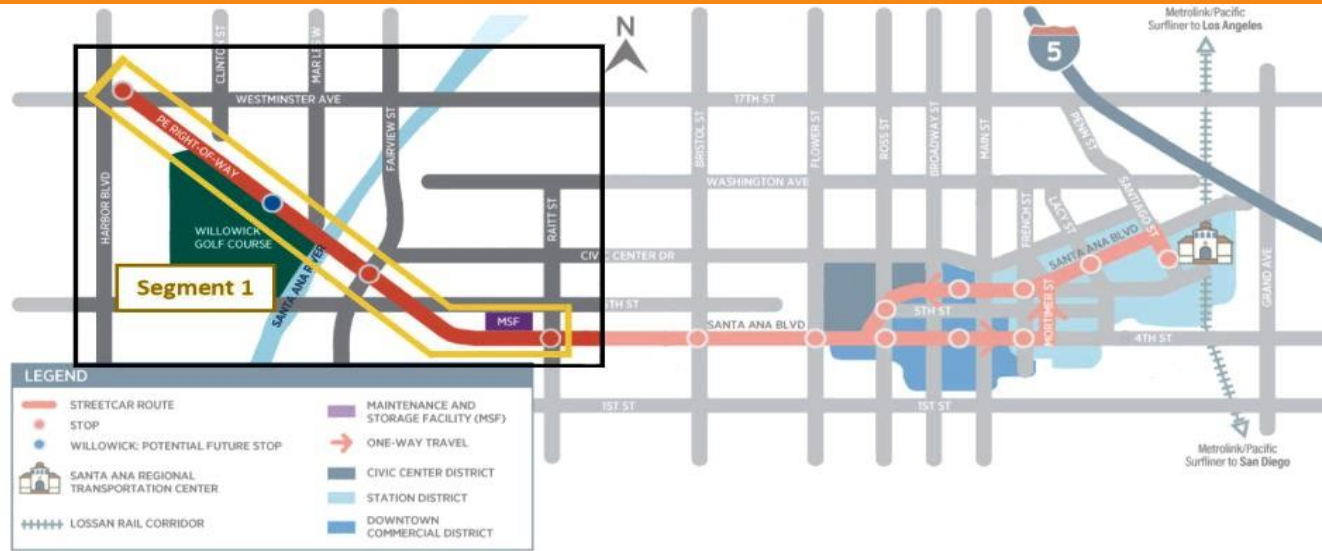 Metrolink/Pacific
Surfliner to Los Angeles
N
5
CLINTON ST
MAR LES W
FAIRVIEW ST
WESTMINSTER AVE
17TH ST
PE RIGHT-OF-WAY
HARBOR BLVD
BRISTOL ST
FLOWER ST
ROSS ST
BROADWAY ST
MAIN ST
PENN ST
WASHINGTON AVE
SANTIAGO ST
RAITT ST
FRENCH ST
LACY ST
WILLOWICK
GOLF COURSE
SANTA ANA RIVER
CIVIC CENTER DR
SANTA ANA BLVD
GRAND AVE
Segment 1
5TH ST
5TH ST
MORTIMER ST
MSF
SANTA ANA BLVD
4TH ST
1ST ST
1ST ST
Metrolink/Pacific
Surfliner to San Diego
LEGEND
STREETCAR ROUTE
STOP
WILLOWICK: POTENTIAL FUTURE STOP
SANTA ANA REGIONAL
TRANSPORTATION CENTER
LOSSAN RAIL CORRIDOR
MAINTENANCE AND
STORAGE FACILITY (MSF)
ONE-WAY TRAVEL
CIVIC CENTER DISTRICT
STATION DISTRICT
DOWNTOWN
COMMERCIAL DISTRICT